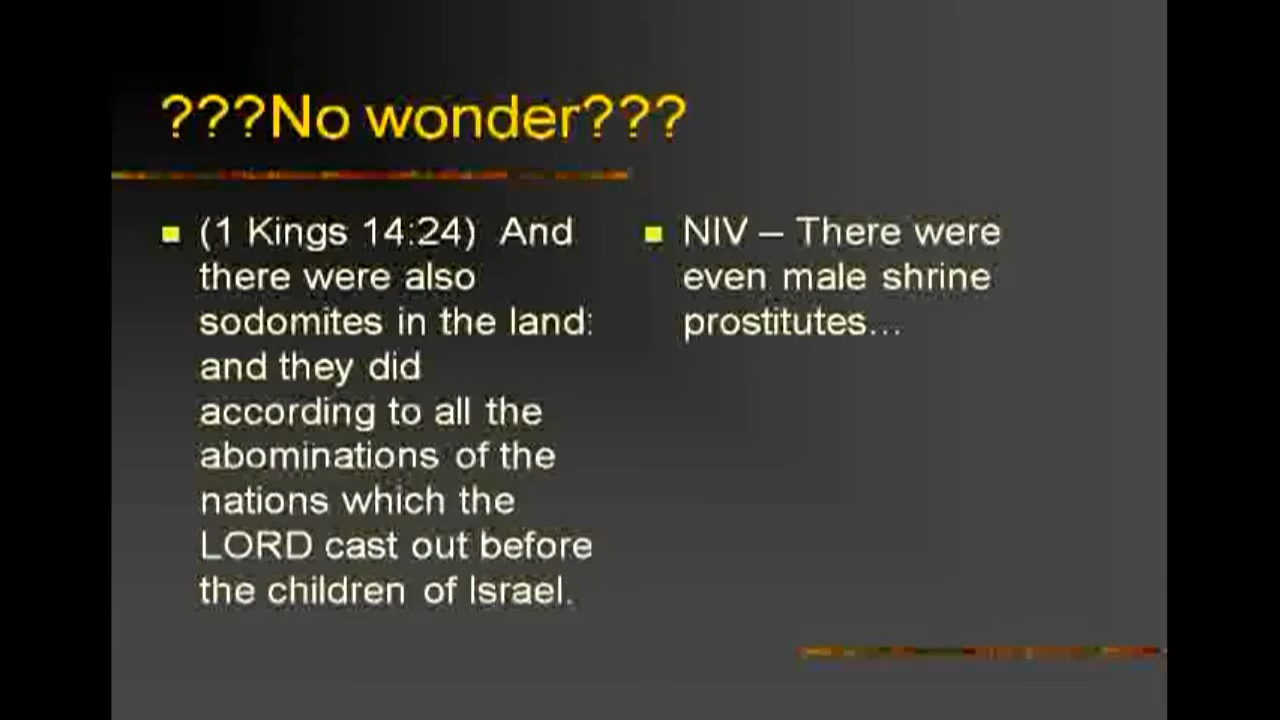 ???No wonder???
(1 Kings 14:24) And
there were also
sodomites in the land:
and they did
according to all the
abominations of the
nations which the
LORD cast out before
the children of Israel.
NIV – There were
even male shrine
prostitutes…